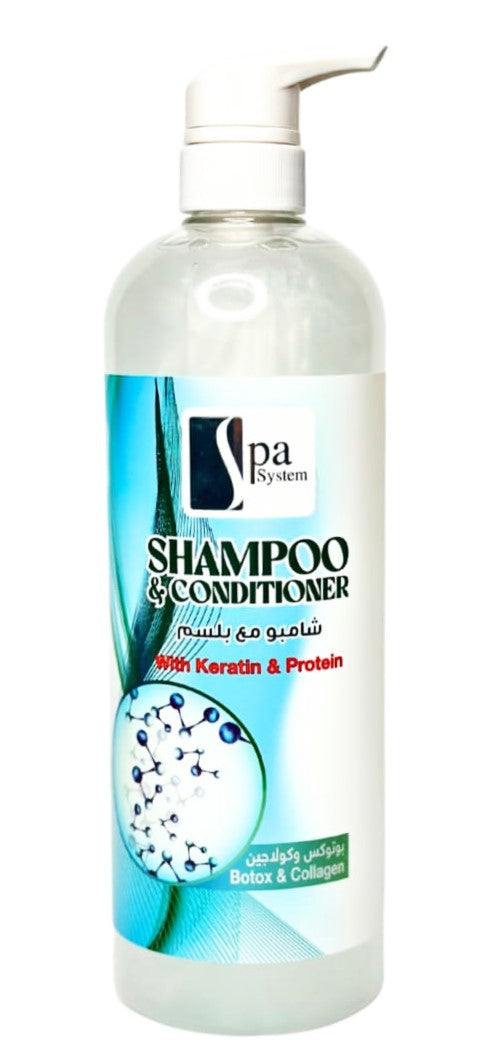 Spa
System
SHAMPOO
& CONDITIONER
شامبو مع بلسم
With Keratin & Protein
بوتوكس وكولاجين
Botox & Collagen